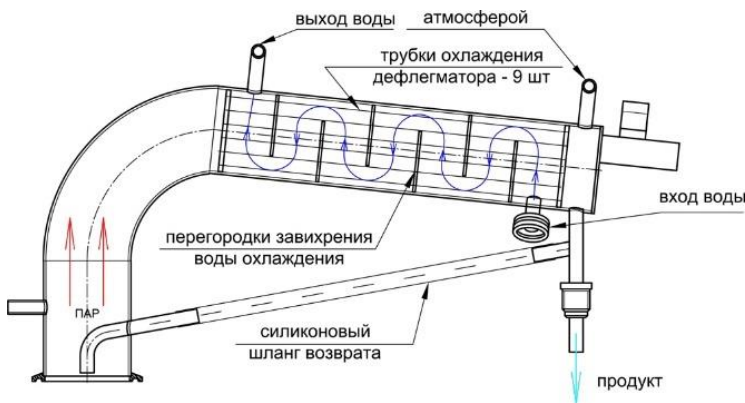 выход воды
атмосферой
трубки охлаждения
дефлегматора - 9 шт
вход воды
перегородки завихрения
воды охлаждения
ПАР
силиконовый
шланг возврата
продукт